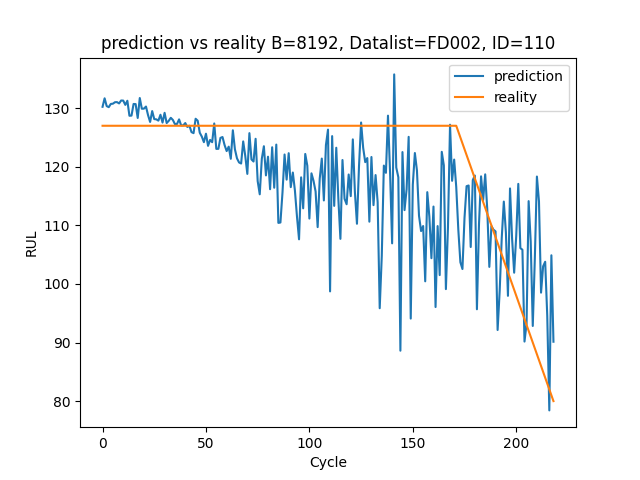 prediction vs reality B=8192, Datalist=FD002, ID=110
prediction
reality
RUL
130
120
110
100
90
80
0
50
100
150
200
Cycle